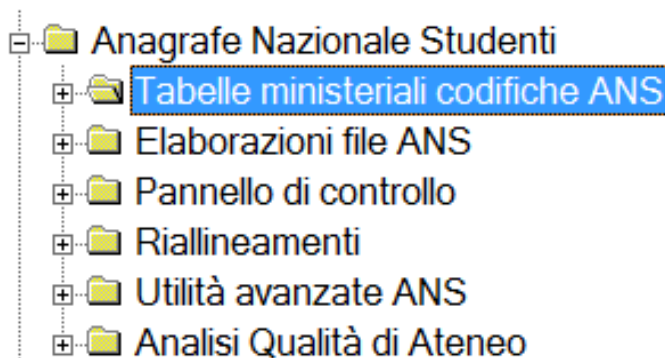 Anagrafe Nazionale Studenti
Tabelle ministeriali codifiche ANS
Elaborazioni file ANS
Pannello di controllo
Riallineamenti
Utilità avanzate ANS
Analisi Qualità di Ateneo